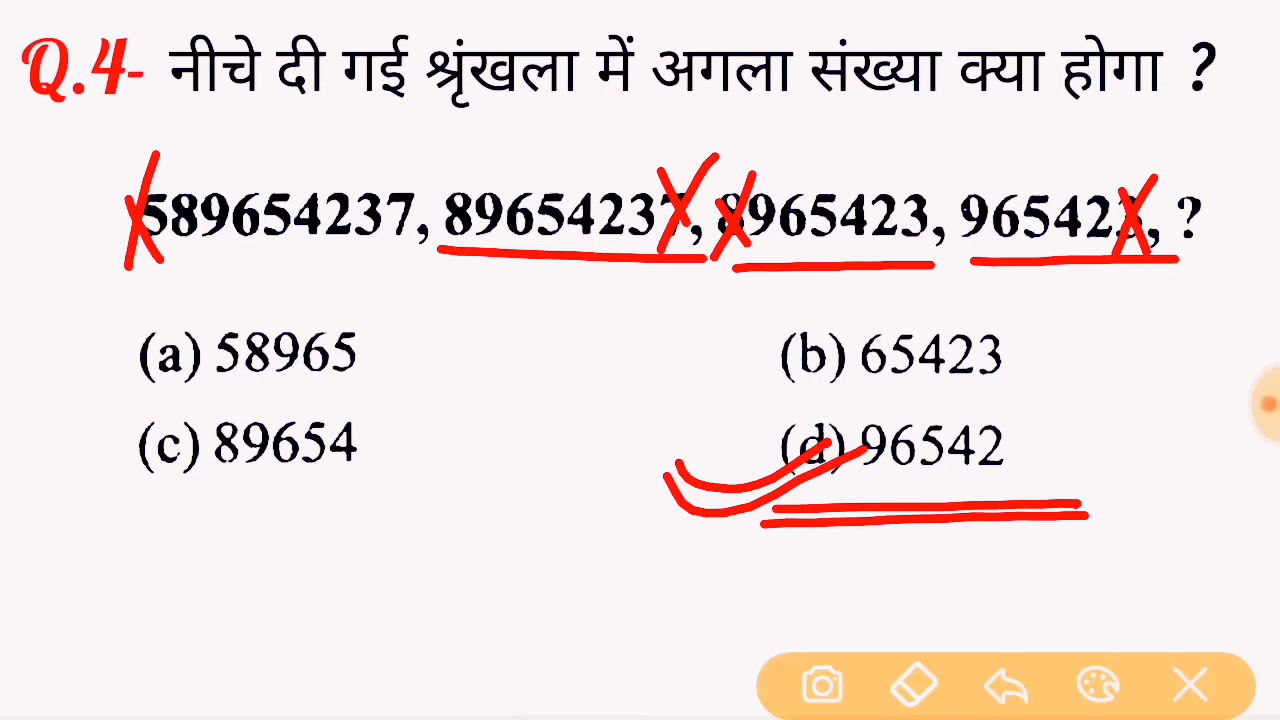 Q.4- नीचे दी गई श्रृंखला में अगला संख्या क्या होगा ?
589654237, 89654237, 8965423, 965423, ?
(a) 58965 (b) 65423
(c) 89654 (d) 96542